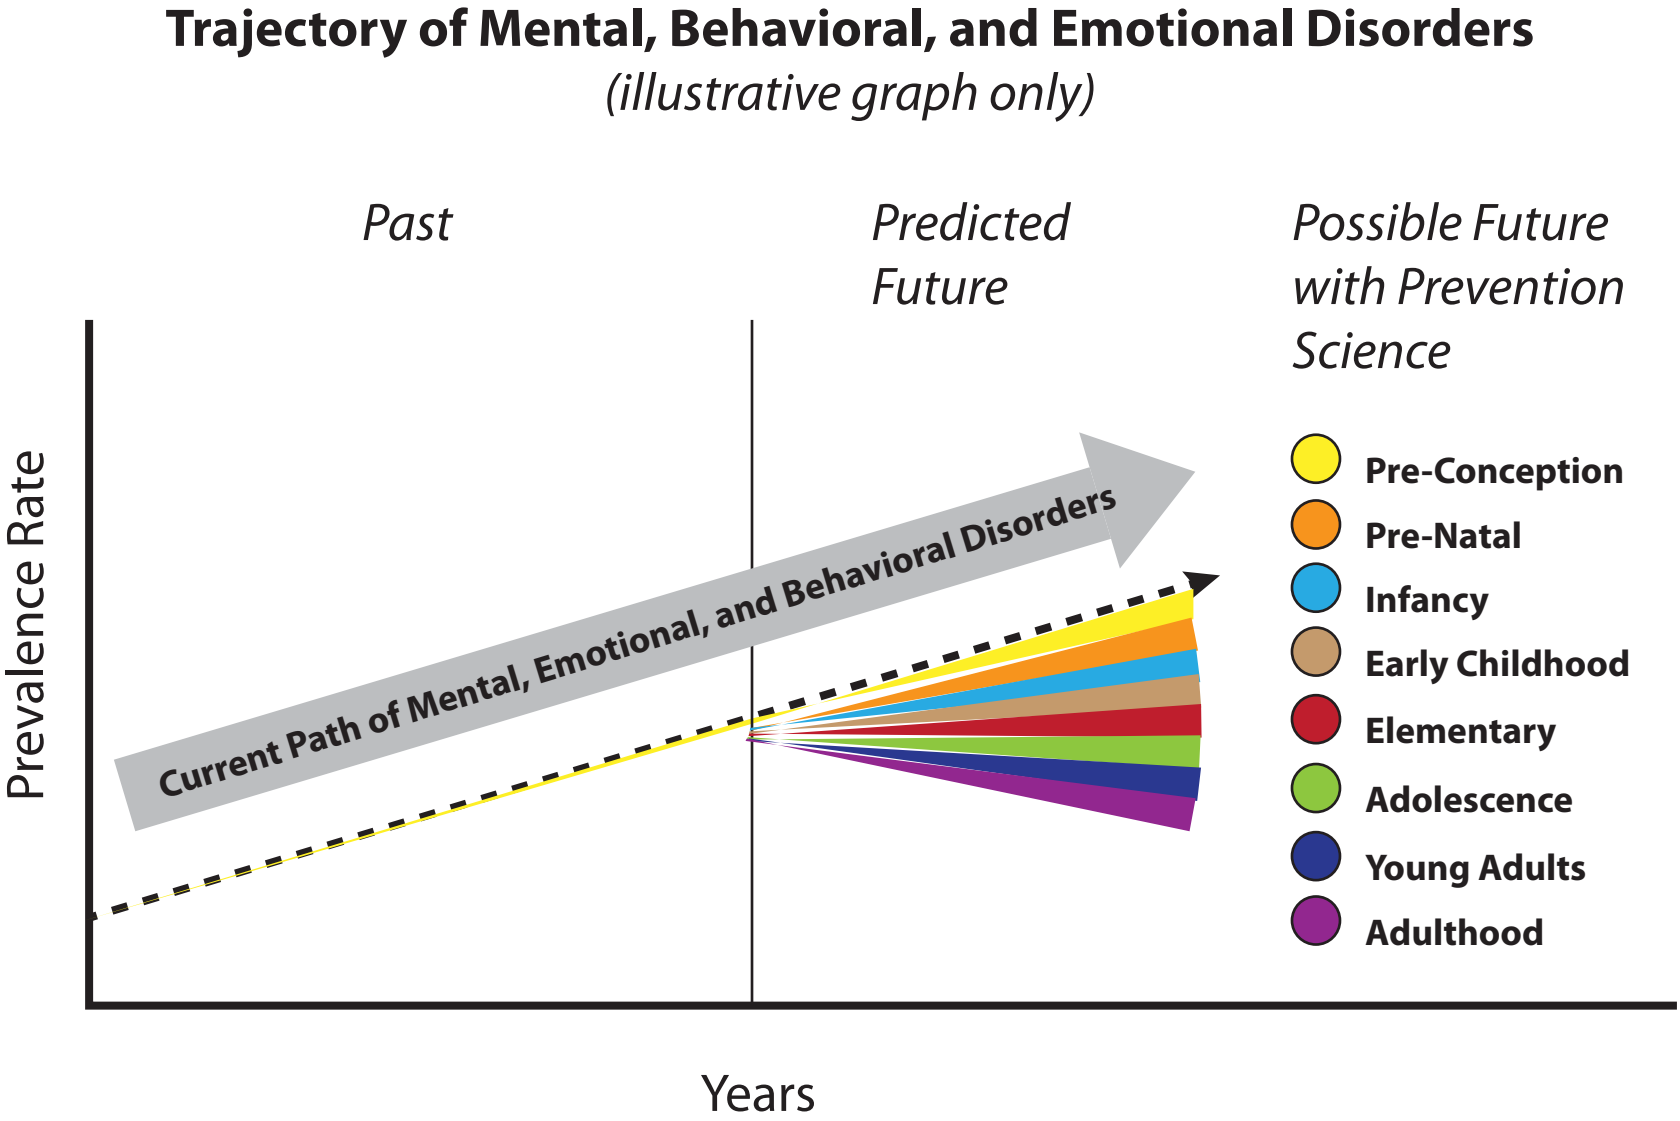 Trajectory of Mental, Behavioral, and Emotional Disorders
(illustrative graph only)
Past
Predicted
Future
Possible Future
with Prevention
Science
Prevalence Rate
Current Path of Mental, Emotional, and Behavioral Disorders
Pre-Conception
Pre-Natal
Infancy
Early Childhood
Elementary
Adolescence
Young Adults
Adulthood
Years